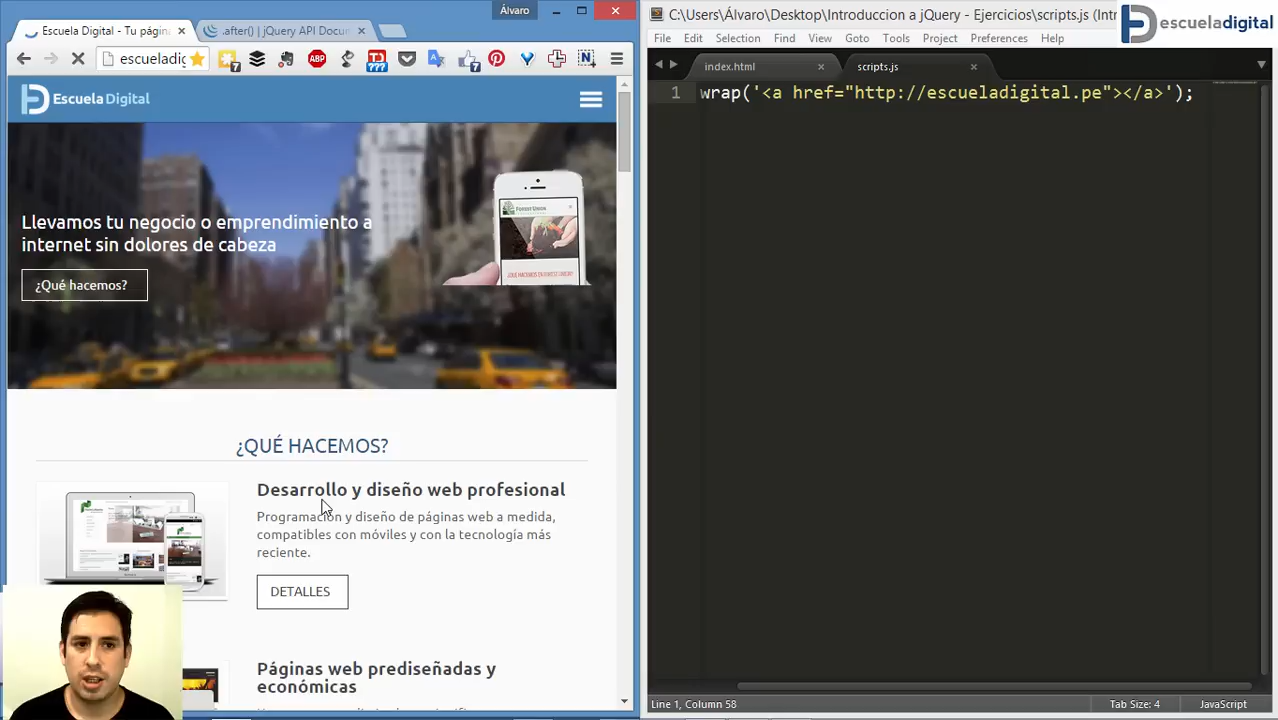 Álvaro
Escuela Digital - Tu págin
.after() | jQuery API Docum
escueladig
Escuela Digital
Llevamos tu negocio o emprendimiento a
internet sin dolores de cabeza
¿Qué hacemos?
¿QUÉ HACEMOS?
Desarrollo y diseño web profesional
Programación y diseño de páginas web a medida,
compatibles con móviles y con la tecnología más
reciente.
DETALLES
Páginas web prediseñadas y
económicas
C:\Users\Álvaro\Desktop\Introduccion a jQuery - Ejercicios\scripts.js (Intr
escueladigital
File Edit Selection Find View Goto Tools Project Preferences Help
index.html
scripts.js
1 wrap('<a href="http://escueladigital.pe"></a>');
Line 1, Column 58
Tab Size: 4
JavaScript